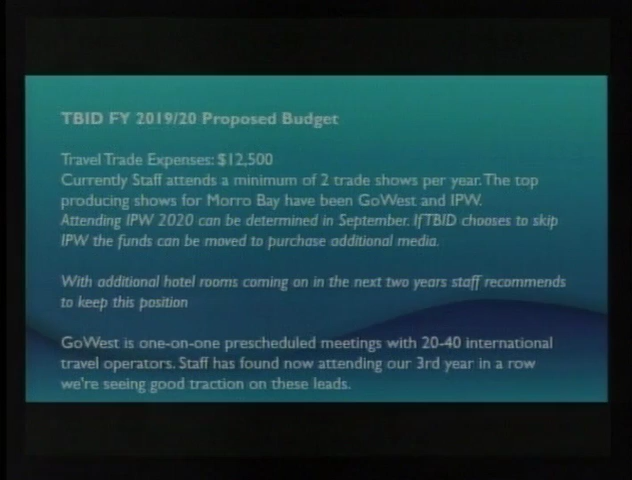 TBID FY 2019/20 Proposed Budget
Travel Trade Expenses: $12,500
Currently Staff attends a minimum of 2 trade shows per year. The top
producing shows for Morro Bay have been GoWest and IPW.
Attending IPW 2020 can be determined in September. If TBID chooses to skip
IPW the funds can be moved to purchase additional media.
With additional hotel rooms coming on in the next two years staff recommends
to keep this position
GoWest is one-on-one prescheduled meetings with 20-40 international
travel operators. Staff has found now attending our 3rd year in a row
we're seeing good traction on these leads.